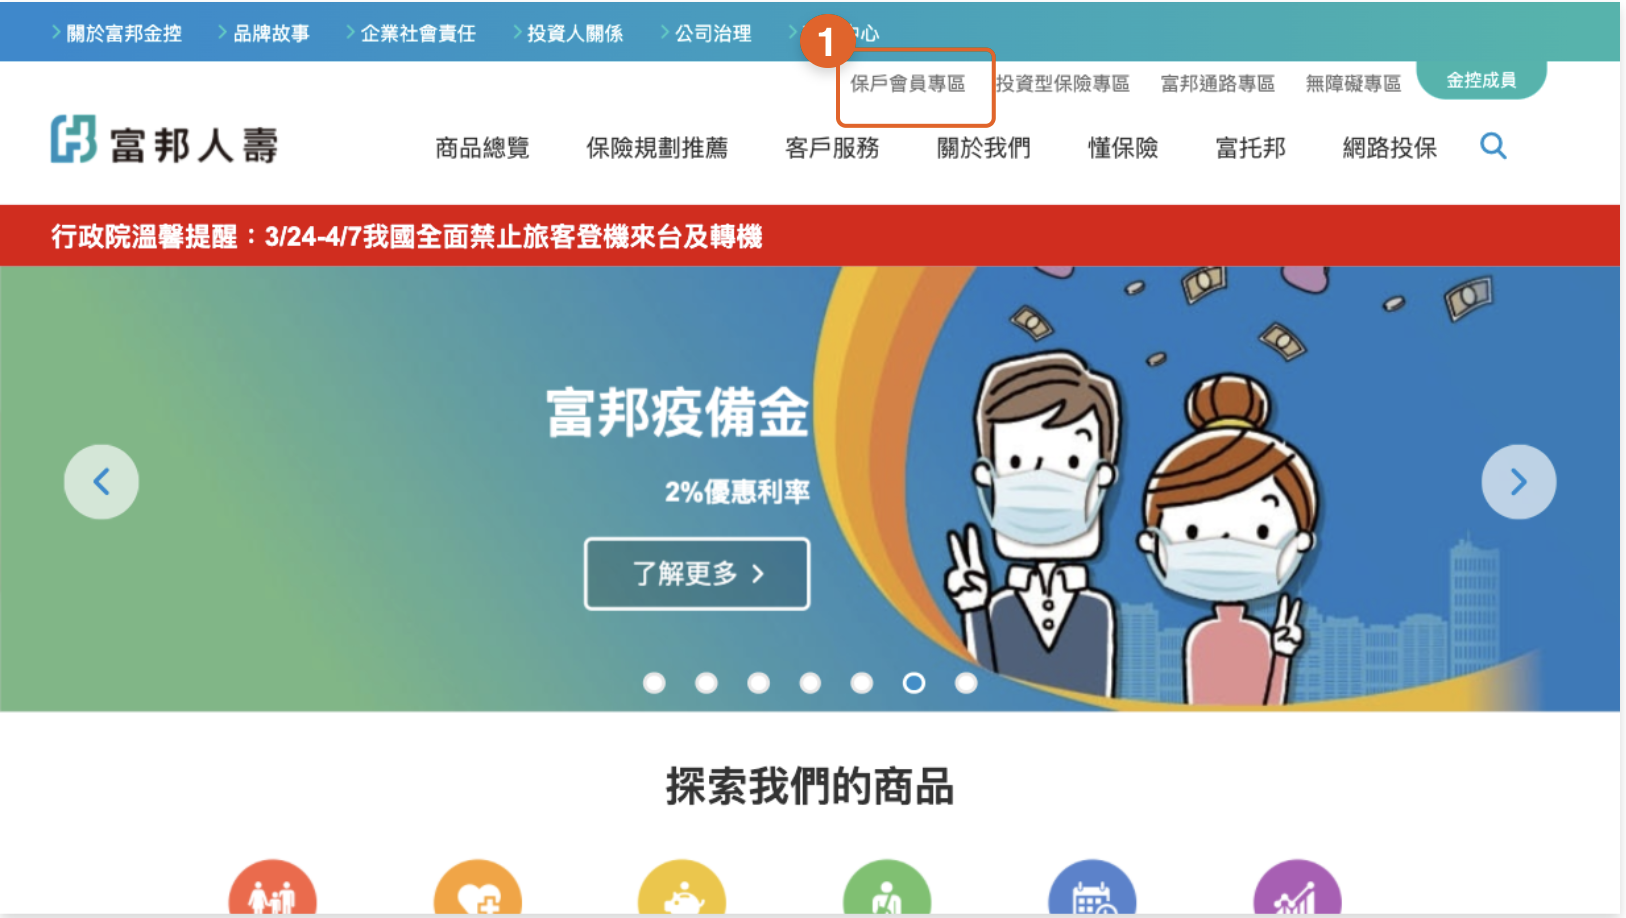 關於富邦金控 品牌故事 企業社會責任 投資人關係 公司治理 心
1
保戶會員專區 投資型保險專區 富邦通路專區 無障礙專區 金控成員
富邦人壽
商品總覽 保險規劃推薦 客戶服務 關於我們 懂保險 富托邦 網路投保
行政院溫馨提醒：3/24-4/7我國全面禁止旅客登機來台及轉機
富邦疫備金
2%優惠利率
了解更多
探索我們的商品